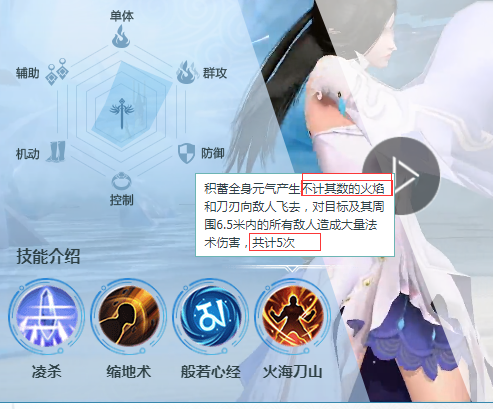 单体
辅助
群攻
机动
防御
控制
积蓄全身元气产生不计其数的火焰
和刀刃向敌人飞去，对目标及其周
围6.5米内的所有敌人造成大量法
术伤害，共计5次
技能介绍
凌杀 缩地术 般若心经 火海刀山